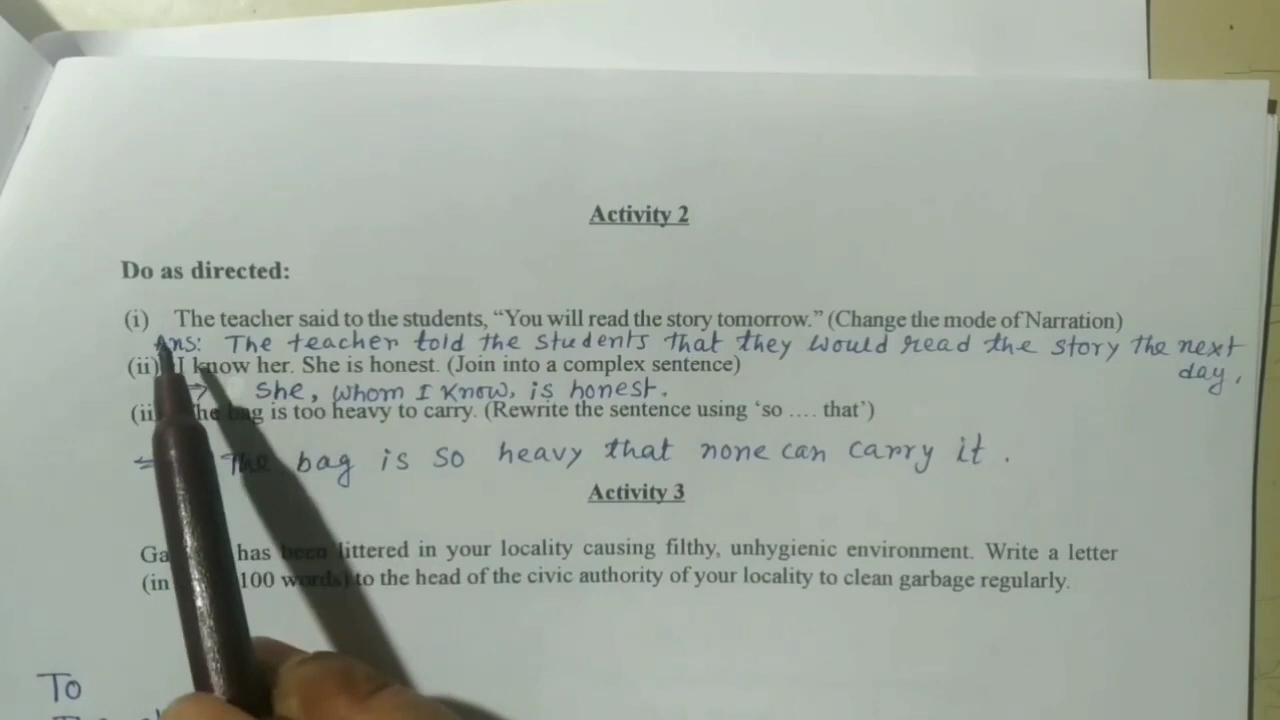 Activity 2
Do as directed:
(i) The teacher said to the students, “You will read the story tomorrow.” (Change the mode of Narration)
Ans: The teacher told the students that they would read the story the next
day.
(ii) I know her. She is honest. (Join into a complex sentence)
⇒ She, whom I know, is honest.
The bag is too heavy to carry. (Rewrite the sentence using ‘so .... that’)
The bag is so heavy that none can carry it.
Activity 3
has been littered in your locality causing filthy, unhygienic environment. Write a letter
(in 100 words) to the head of the civic authority of your locality to clean garbage regularly.
To